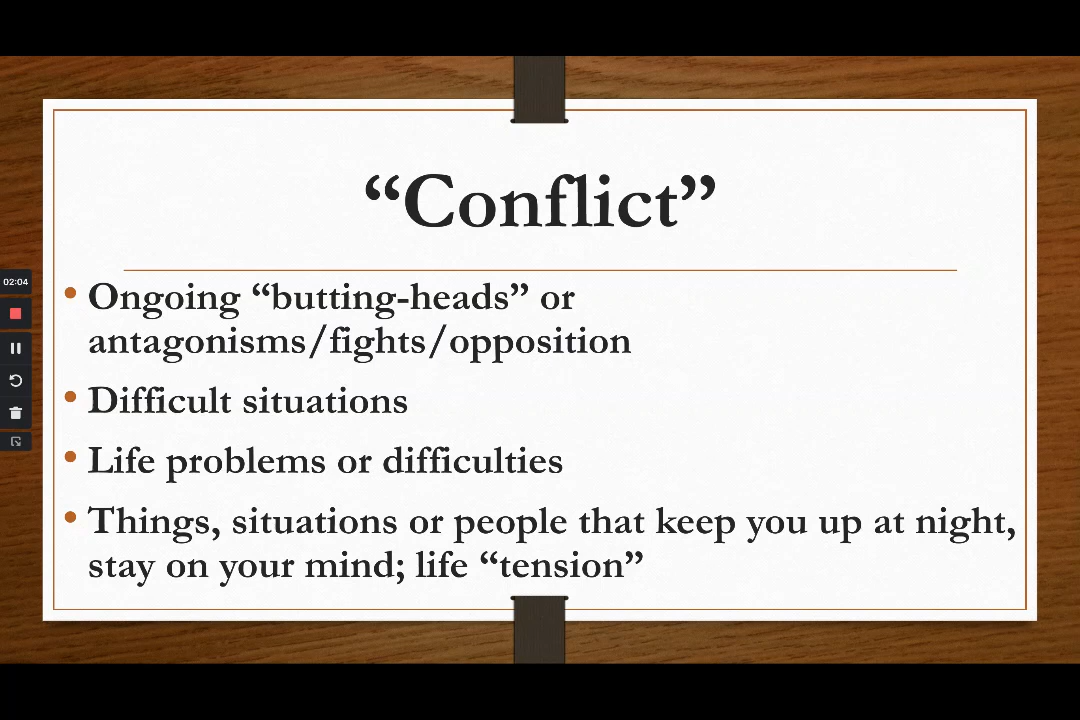 “Conflict”
02:04
• Ongoing “butting-heads” or
antagonisms/fights/opposition
• Difficult situations
• Life problems or difficulties
• Things, situations or people that keep you up at night,
stay on your mind; life “tension”